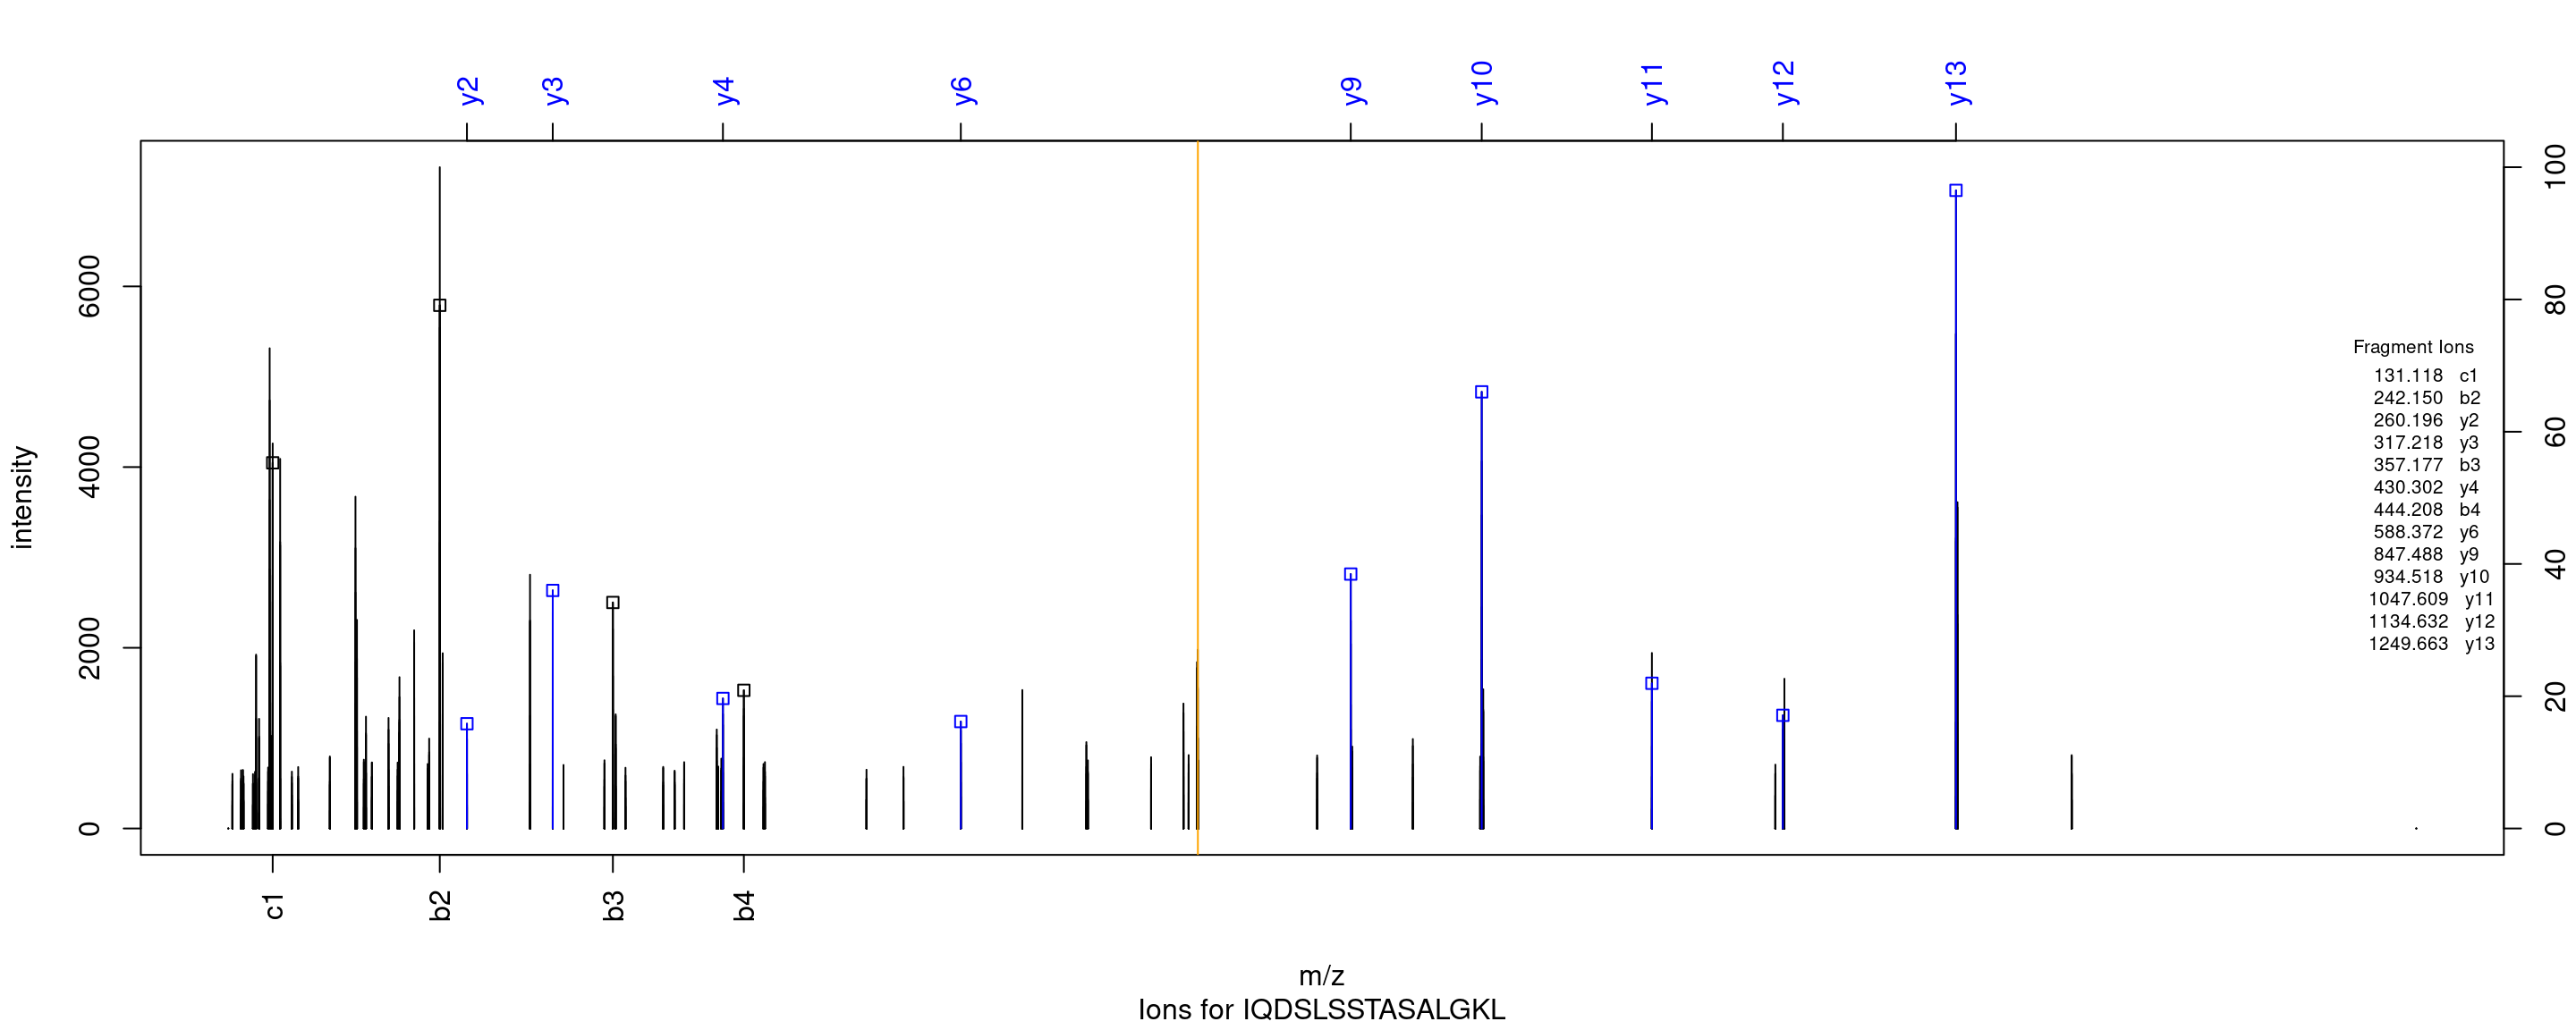 y2 y3 y4 y6 y9 y10 y11 y12 y13
intensity
0 2000 4000 6000
0 20 40 60 80 100
Fragment Ions
131.118 c1
242.150 b2
260.196 y2
317.218 y3
357.177 b3
430.302 y4
444.208 b4
588.372 y6
847.488 y9
934.518 y10
1047.609 y11
1134.632 y12
1249.663 y13
c1 b2 b3 b4
m/z
Ions for IQDSLSSTASALGKL